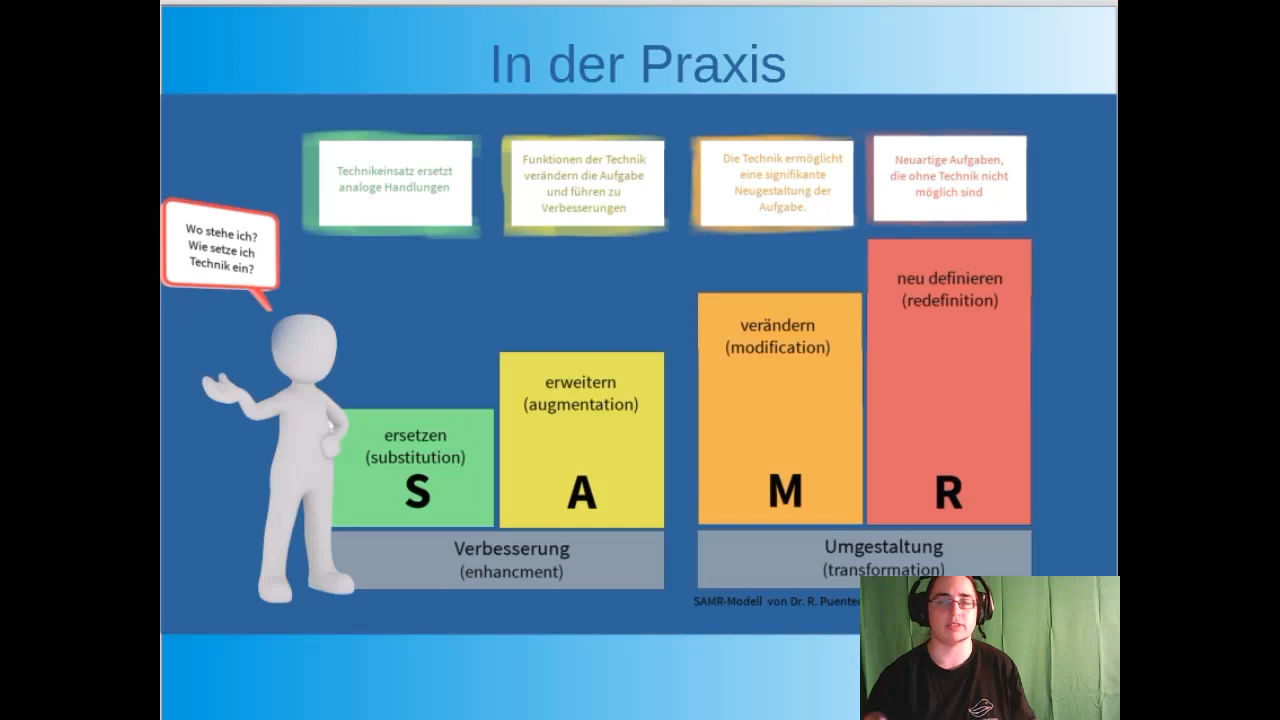 In der Praxis
Technikeinsatz ersetzt
analoge Handlungen
Funktionen der Technik
verändern die Aufgabe
und führen zu
Verbesserungen
Die Technik ermöglicht
eine signifikante
Neugestaltung der
Aufgabe.
Neuartige Aufgaben,
die ohne Technik nicht
möglich sind
Wo stehe ich?
Wie setze ich
Technik ein?
ersetzen
(substitution)
S
erweitern
(augmentation)
A
verändern
(modification)
M
neu definieren
(redefinition)
R
Verbesserung
(enhancment)
Umgestaltung
(transformation)
SAMR-Modell von Dr. R. Puente